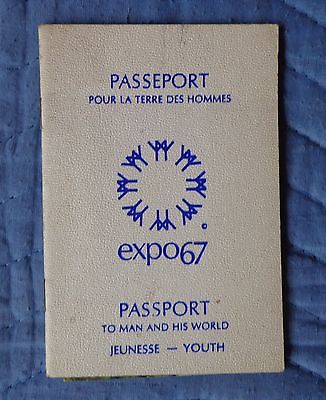 PASSEPORT
POUR LA TERRE DES HOMMES
expo67
PASSPORT
TO MAN AND HIS WORLD
JEUNESSE — YOUTH